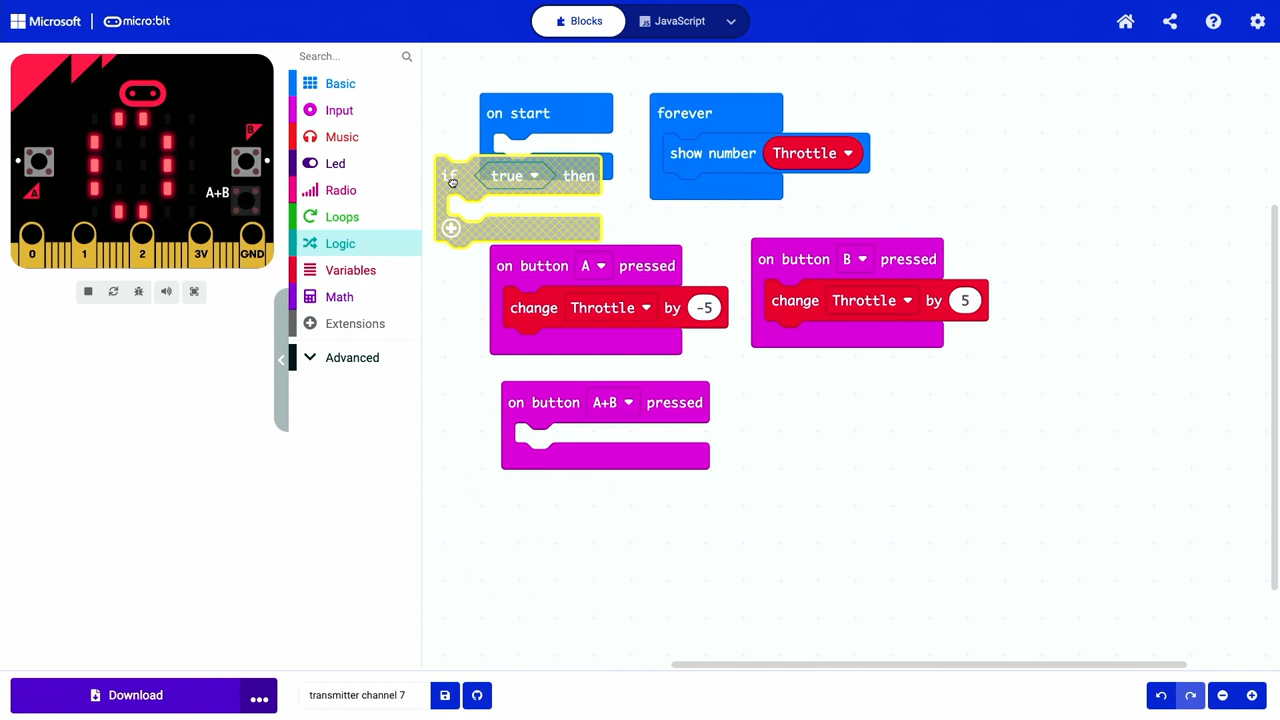 Microsoft micro:bit
Blocks
JavaScript
Search...
Basic
Input
Music
Led
Radio
Loops
Logic
Variables
Math
Extensions
Advanced
B
A
A+B
0 1 2 3V GND
on start
forever
show number Throttle
if true then
on button A pressed
change Throttle by -5
on button B pressed
change Throttle by 5
on button A+B pressed
Download
transmitter channel 7